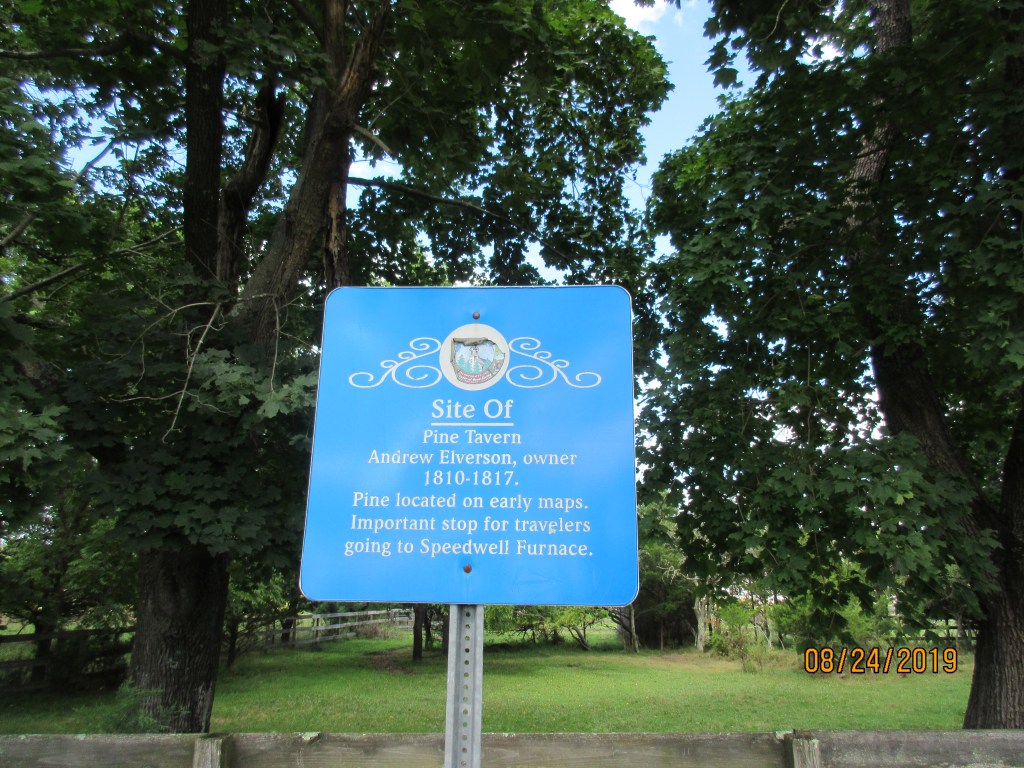 Site Of
Pine Tavern
Andrew Elverson, owner
1810-1817.
Pine located on early maps.
Important stop for travelers
going to Speedwell Furnace.
08/24/2019